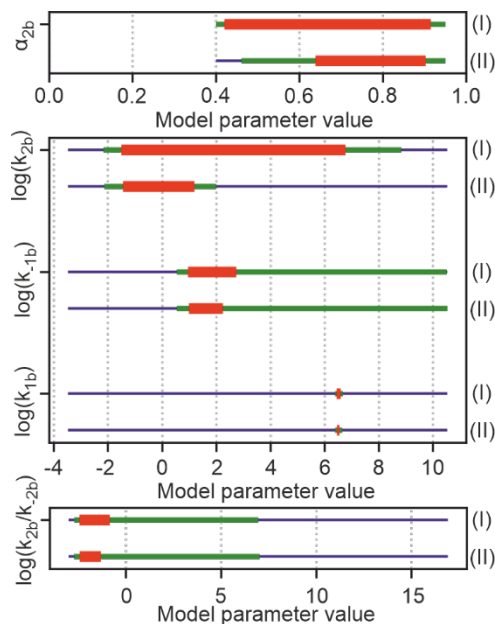 α2b
(I)
(II)
0.0 0.2 0.4 0.6 0.8 1.0
Model parameter value
log(k2b)
(I)
(II)
log(k-1b)
(I)
(II)
log(k1b)
(I)
(II)
-4 -2 0 2 4 6 8 10
Model parameter value
log(k2b/k-2b)
(I)
(II)
0 5 10 15
Model parameter value